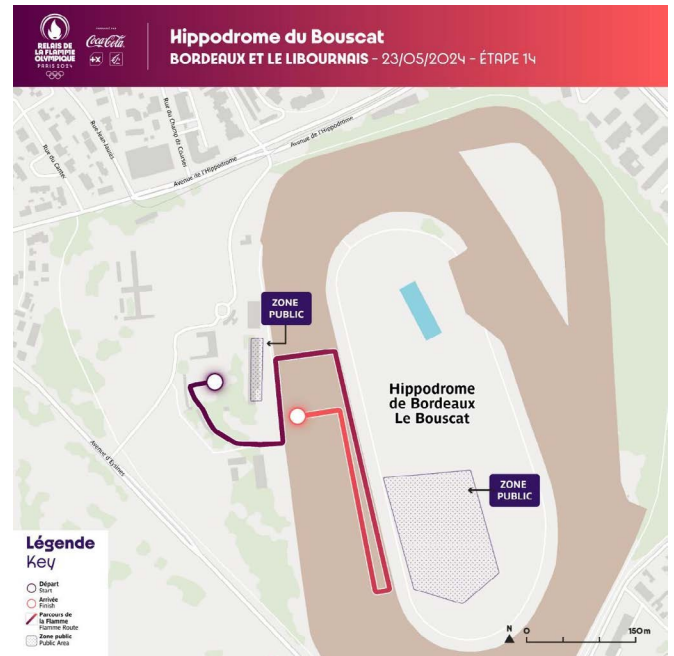 RELAIS DE
LA FLAMME
OLYMPIQUE
PARIS 2024
Coca-Cola
Hippodrome du Bouscat
BORDEAUX ET LE LIBOURNAIS - 23/05/2024 - ÉTAPE 14
Rue du Cantel
Rue Jean Jaurès
Rue du Champ de Courses
Avenue de l'Hippodrome
Avenue de l'Hippodrome
ZONE
PUBLIC
Hippodrome
de Bordeaux
Le Bouscat
ZONE
PUBLIC
Avenue d'Eysines
Légende
Key
Départ
Start
Arrivée
Finish
Parcours de
la Flamme
Flamme Route
Zone public
Public Area
N 0 150m